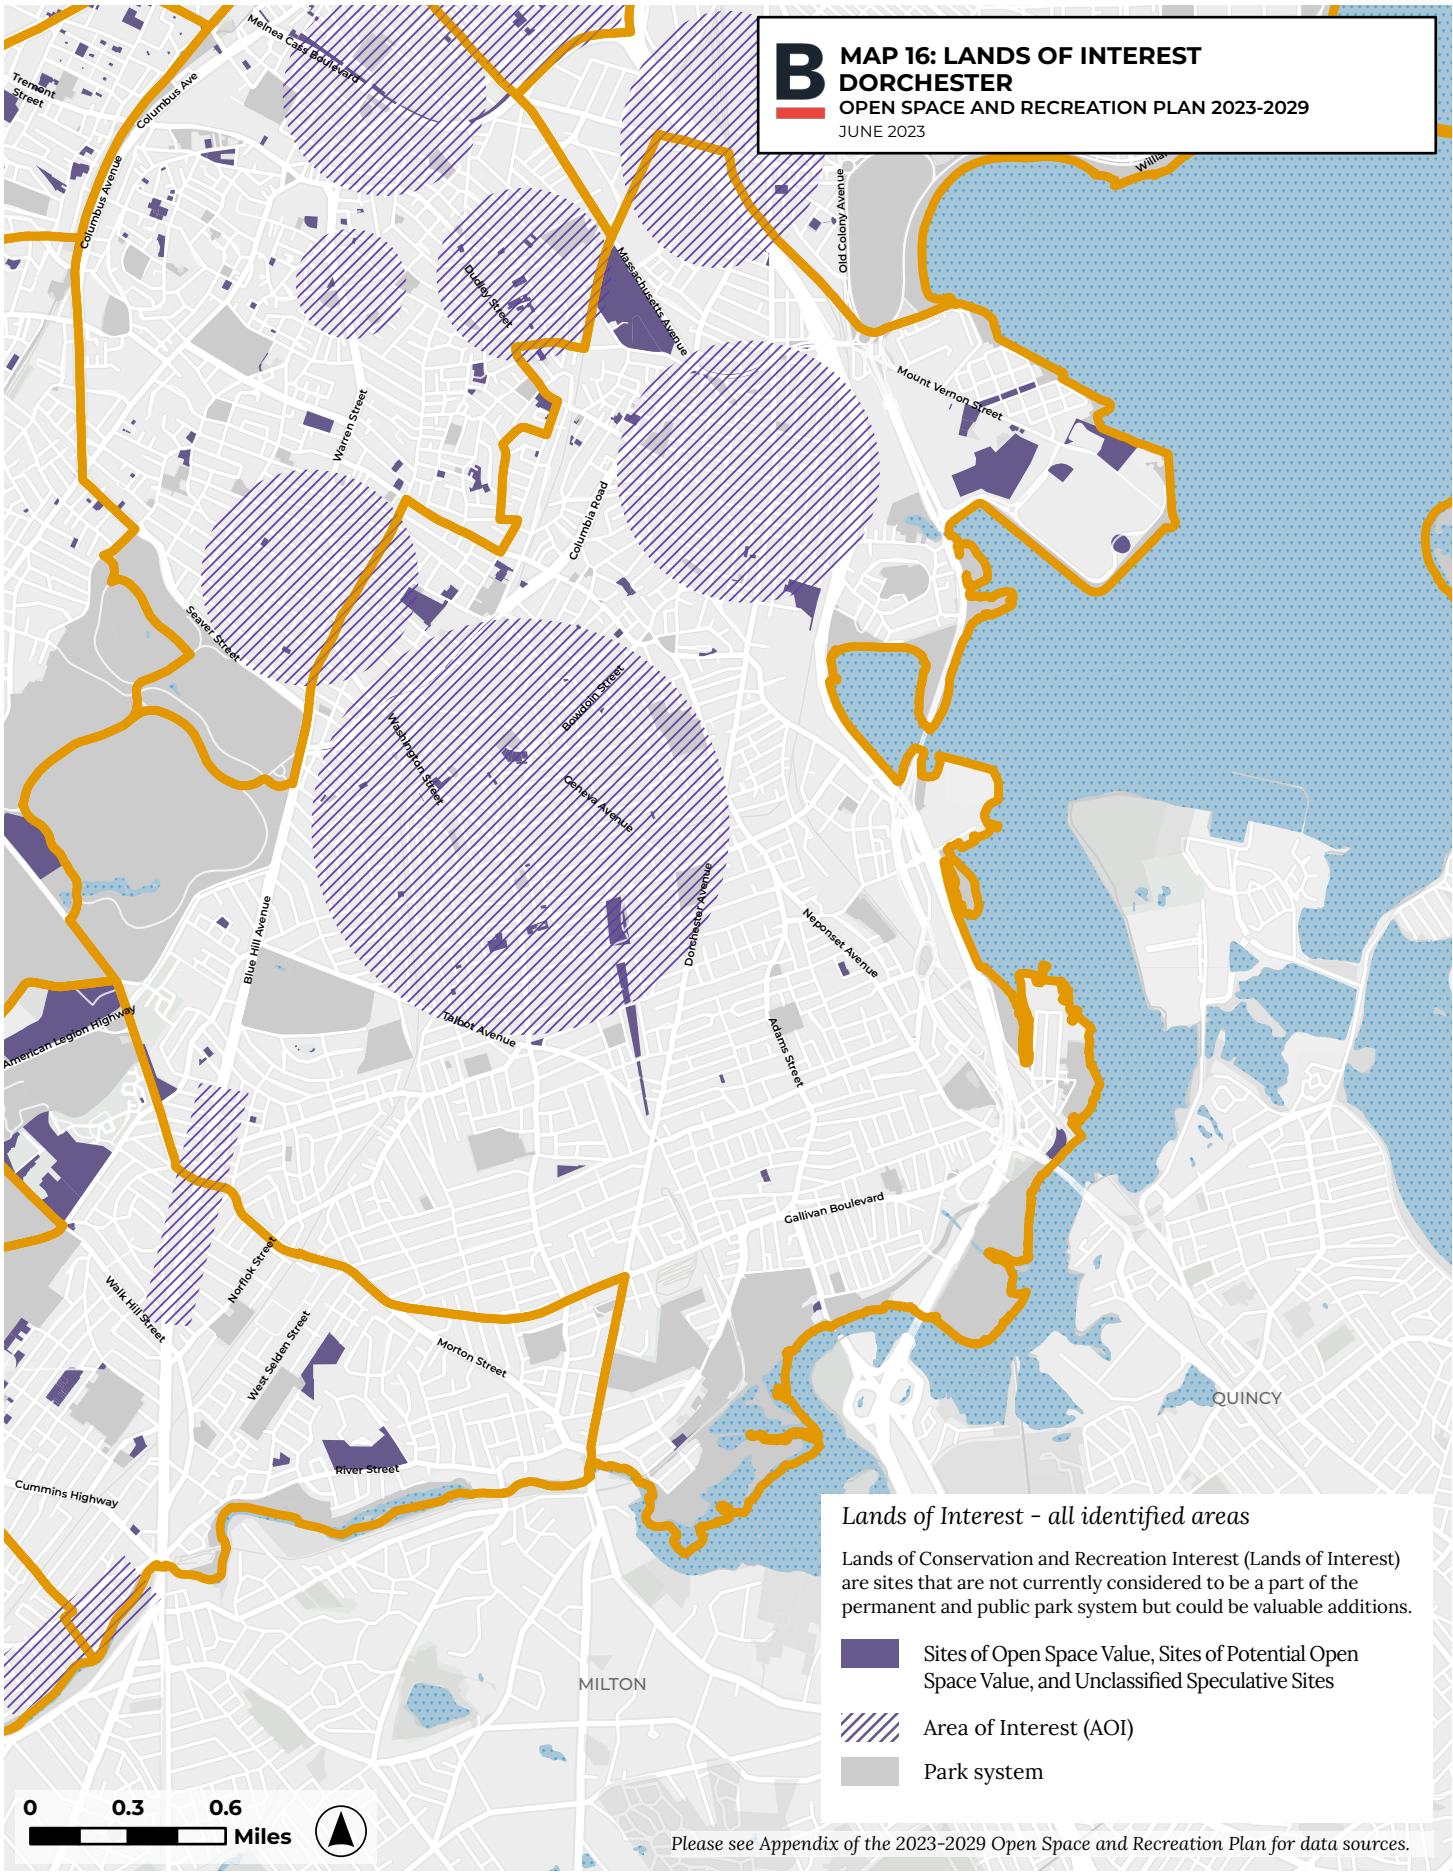 B
MAP 16: LANDS OF INTEREST
DORCHESTER
OPEN SPACE AND RECREATION PLAN 2023-2029
JUNE 2023
Melnea Cass Boulevard
Tremont
Street
Columbus Ave
Columbus Avenue
Old Colony Avenue
Massachusetts Avenue
Dudley Street
Mount Vernon Street
Warren Street
Columbia Road
Seaver Street
Bowdoin Street
Washington Street
Geneva Avenue
Dorchester Avenue
Neponset Avenue
Blue Hill Avenue
American Legion Highway
Talbot Avenue
Adams Street
Gallivan Boulevard
Norflok Street
Walk Hill Street
West Selden Street
Morton Street
River Street
Cummins Highway
QUINCY
MILTON
Lands of Interest - all identified areas
Lands of Conservation and Recreation Interest (Lands of Interest)
are sites that are not currently considered to be a part of the
permanent and public park system but could be valuable additions.
Sites of Open Space Value, Sites of Potential Open
Space Value, and Unclassified Speculative Sites
Area of Interest (AOI)
Park system
0 0.3 0.6
Miles
Please see Appendix of the 2023-2029 Open Space and Recreation Plan for data sources.